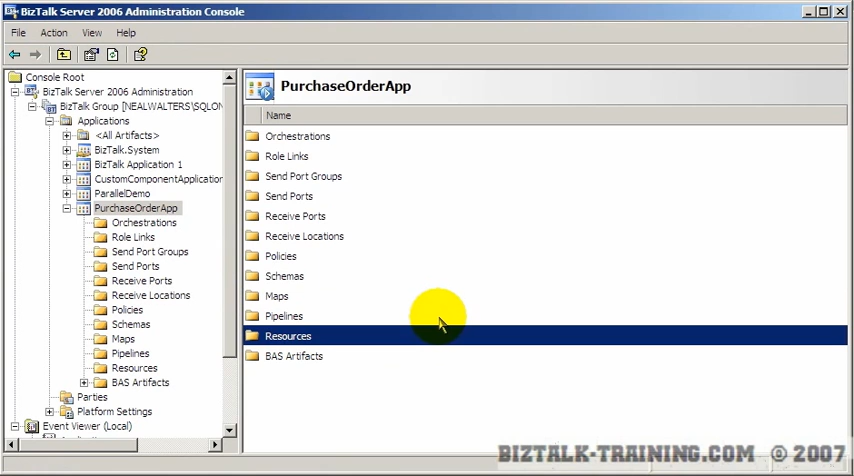 BizTalk Server 2006 Administration Console
File Action View Help
Console Root
BizTalk Server 2006 Administration
BizTalk Group [NEALWALTERS\SQLON
Applications
<All Artifacts>
BizTalk.System
BizTalk Application 1
CustomComponentApplication
ParallelDemo
PurchaseOrderApp
Orchestrations
Role Links
Send Port Groups
Send Ports
Receive Ports
Receive Locations
Policies
Schemas
Maps
Pipelines
Resources
BAS Artifacts
Parties
Platform Settings
Event Viewer (Local)
PurchaseOrderApp
Name
Orchestrations
Role Links
Send Port Groups
Send Ports
Receive Ports
Receive Locations
Policies
Schemas
Maps
Pipelines
Resources
BAS Artifacts
BIZTALK-TRAINING.COM © 2007